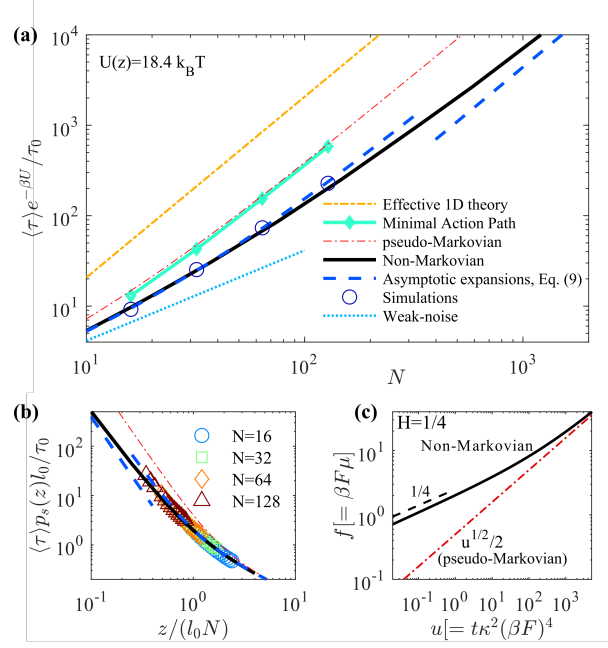 (a)
U(z)=18.4 k_BT
⟨τ⟩e^{-βU}/τ_0
10^4
10^3
10^2
10^1
Effective 1D theory
Minimal Action Path
pseudo-Markovian
Non-Markovian
Asymptotic expansions, Eq. (9)
Simulations
Weak-noise
10^1
10^2
10^3
N
(b)
⟨τ⟩p_s(z)l_0/τ_0
10^2
10^1
10^0
N=16
N=32
N=64
N=128
10^{-1}
10^0
10^1
z/(l_0N)
(c)
f[=βFμ]
10^1
10^0
10^{-1}
H=1/4
Non-Markovian
1/4
u^{1/2}/2
(pseudo-Markovian)
10^{-1}
10^1
10^3
u[=tκ^2(βF)^4